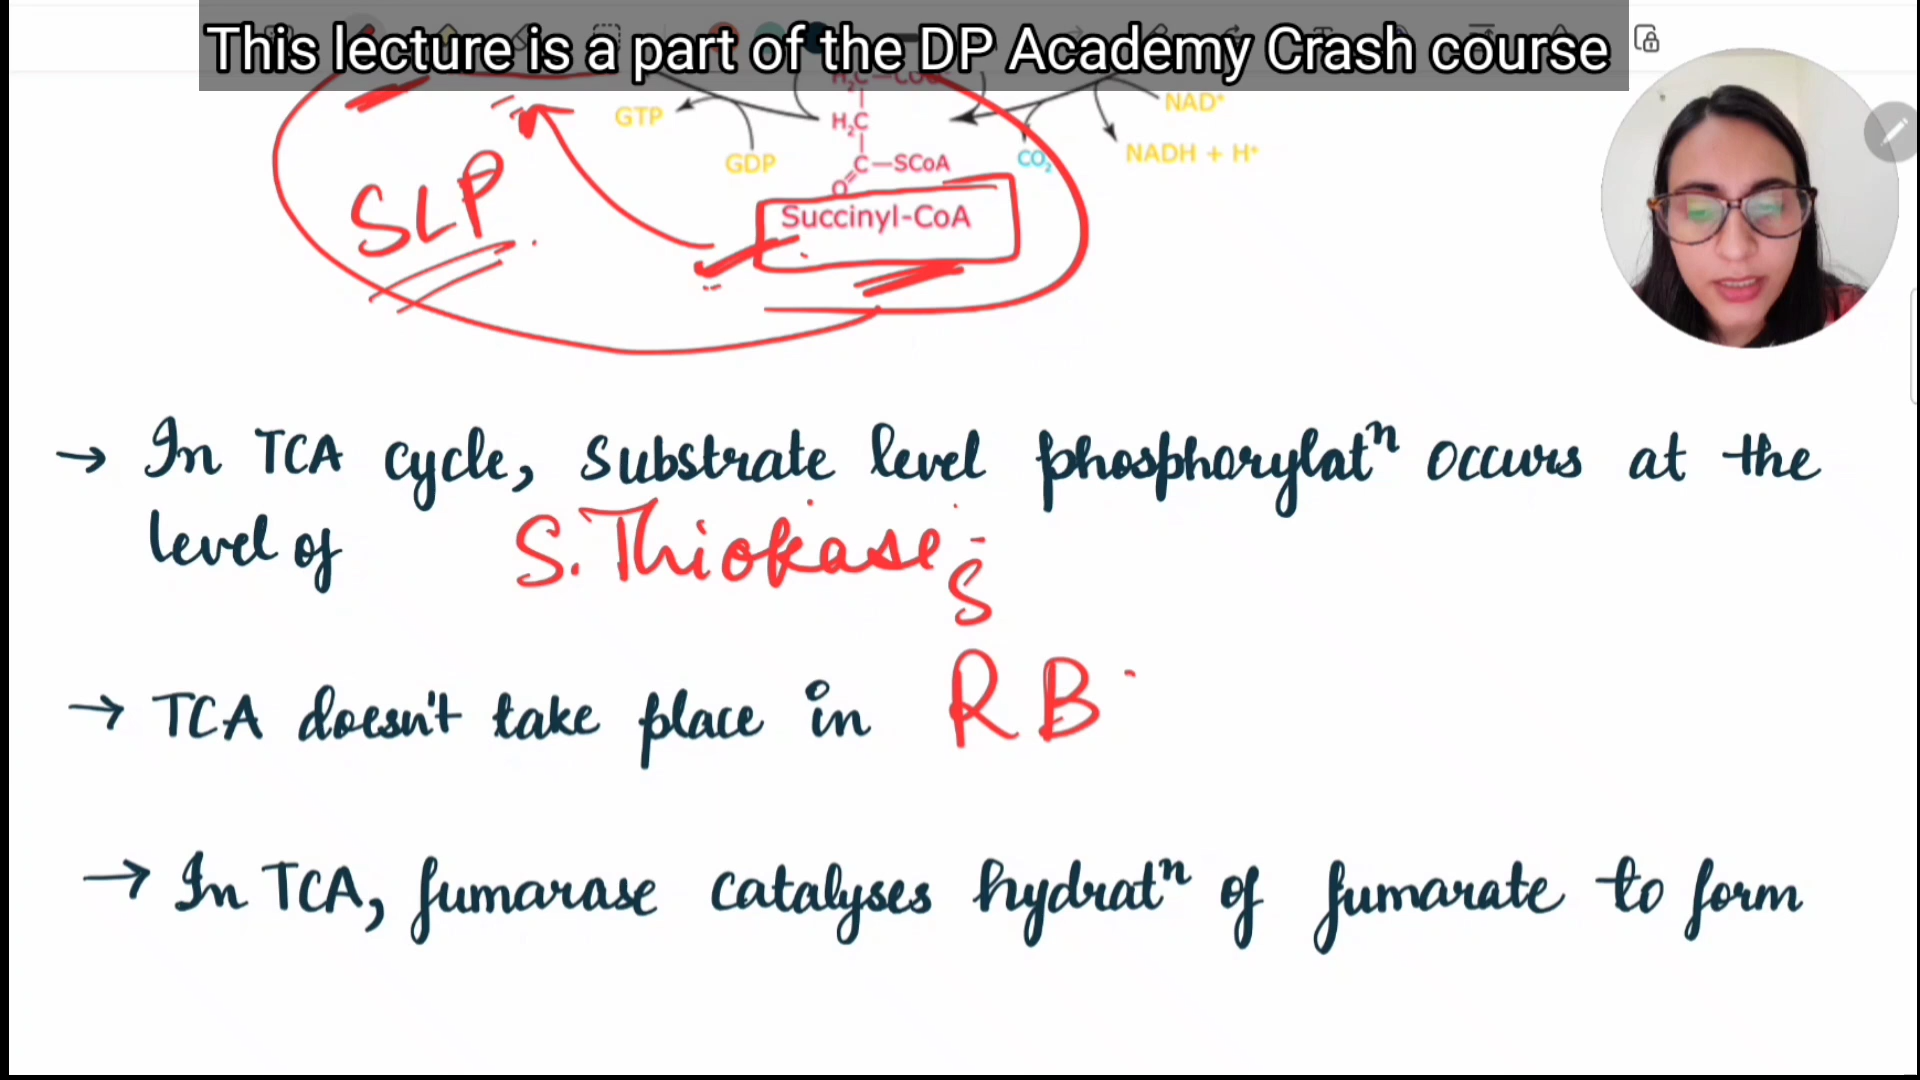 This lecture is a part of the DP Academy Crash course
GTP
NAD⁺
H₂C
GDP
C—SCoA
CO₂
NADH + H⁺
O
SLP
Succinyl-CoA
→ In TCA cycle, substrate level phosphorylatⁿ occurs at the
level of S. Thiokase
S
→ TCA doesn't take place in RB
→ In TCA, fumarase catalyses hydratⁿ of fumarate to form